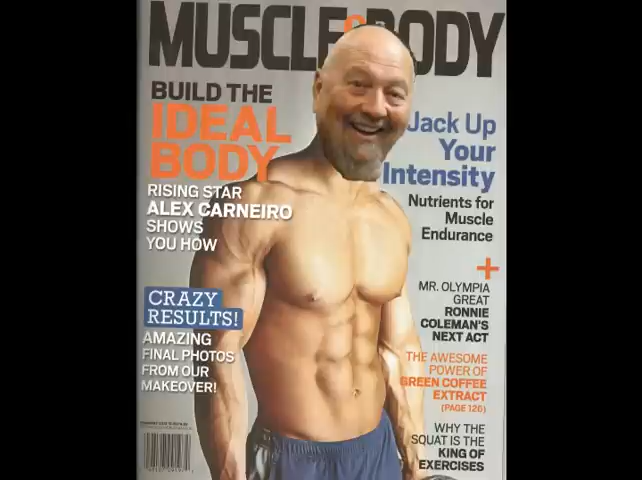 MUSCLE & BODY
BUILD THE
IDEAL
BODY
RISING STAR
ALEX CARNEIRO
SHOWS
YOU HOW
CRAZY
RESULTS!
AMAZING
FINAL PHOTOS
FROM OUR
MAKEOVER!
Jack Up
Your
Intensity
Nutrients for
Muscle
Endurance
+
MR. OLYMPIA
GREAT
RONNIE
COLEMAN'S
NEXT ACT
THE AWESOME
POWER OF
GREEN COFFEE
EXTRACT
(PAGE 126)
WHY THE
SQUAT IS THE
KING OF
EXERCISES